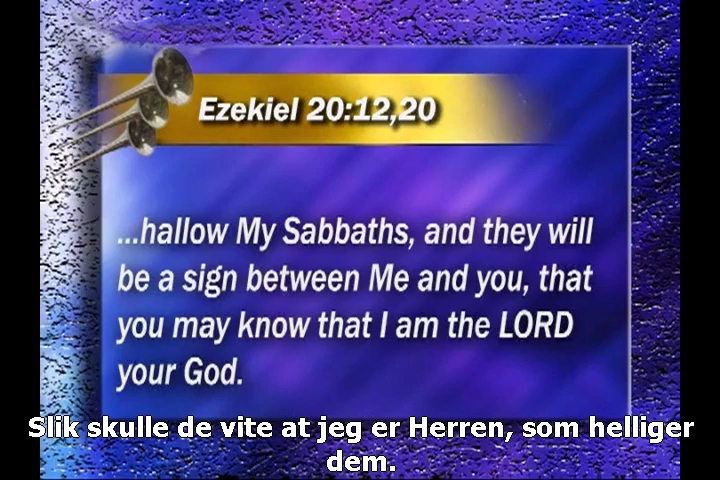 Ezekiel 20:12,20
...hallow My Sabbaths, and they will
be a sign between Me and you, that
you may know that I am the LORD
your God.
Slik skulle de vite at jeg er Herren, som helliger
dem.